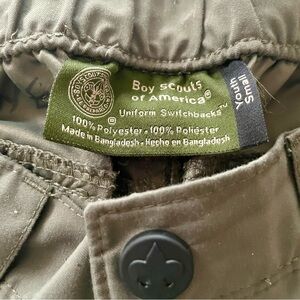 Boy Scouts
of America®
Uniform Switchbacks™
100% Polyester • 100% Poliéster
Made in Bangladesh • Hecho en Bangladesh
Youth
Small